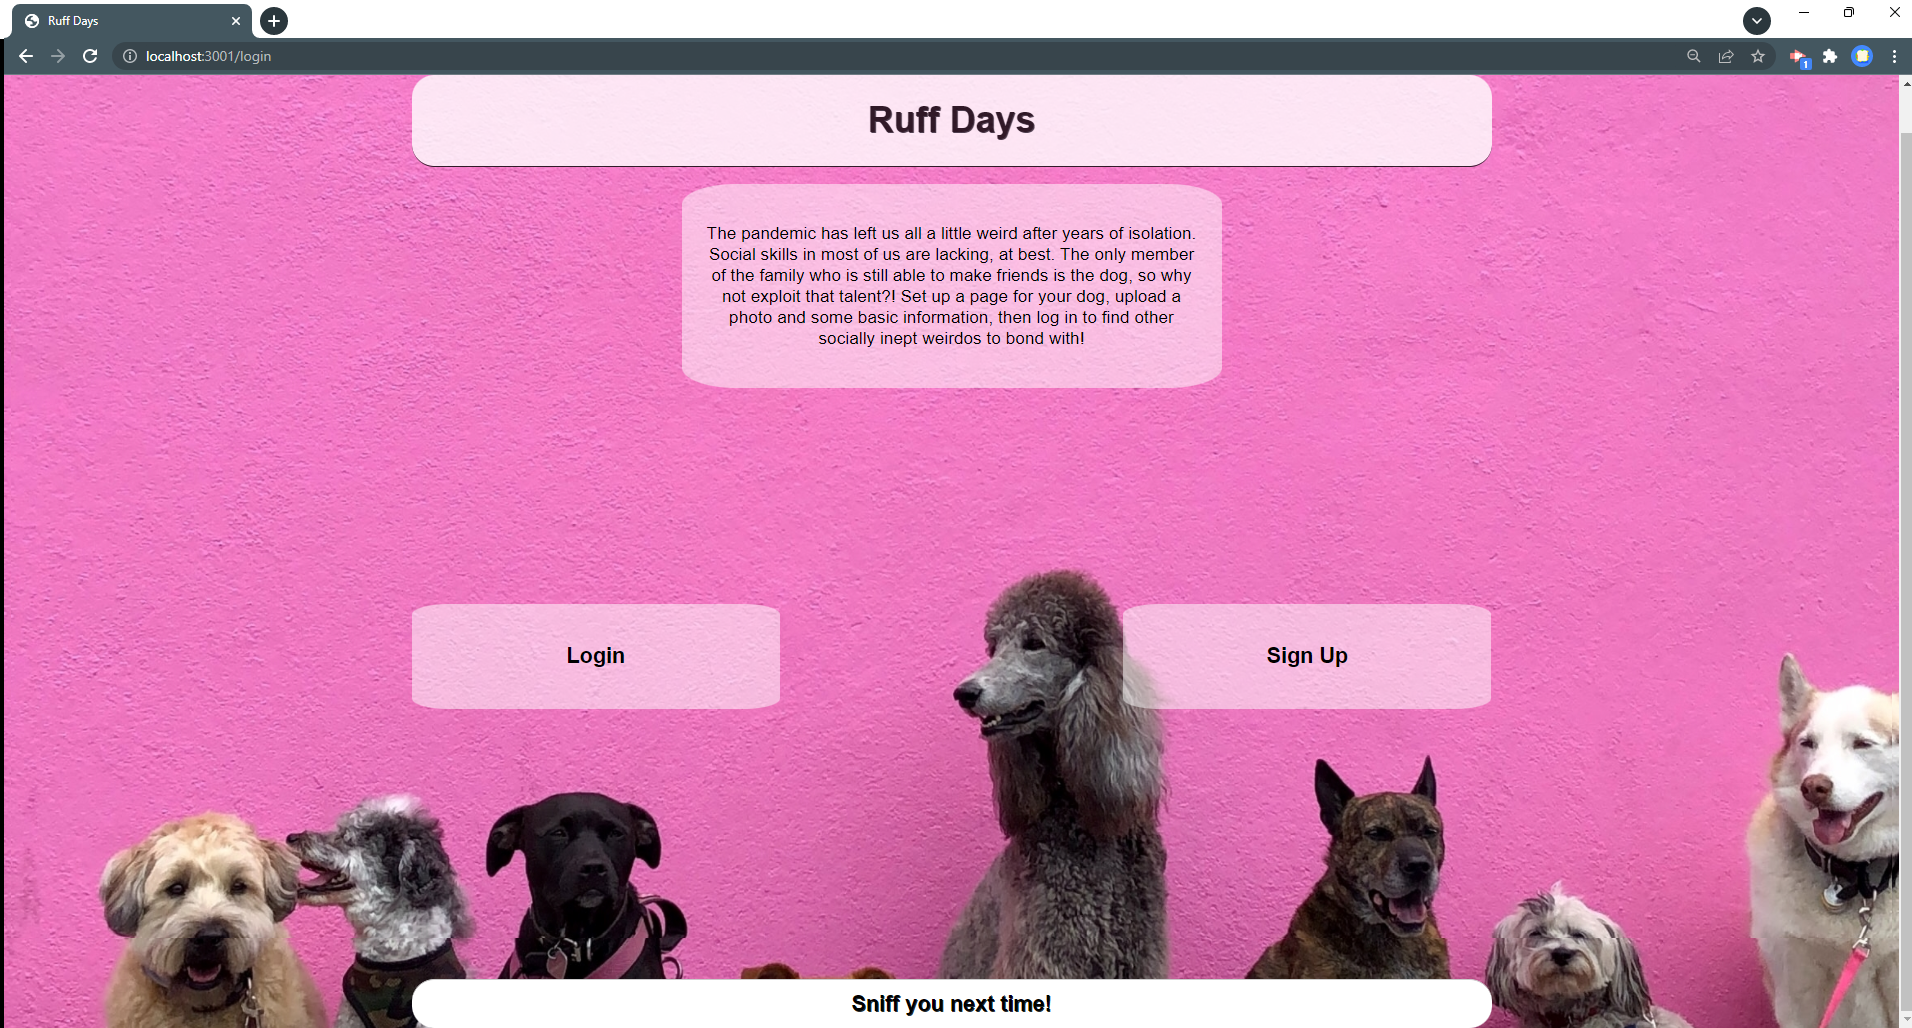 Ruff Days
localhost:3001/login
1
Ruff Days
The pandemic has left us all a little weird after years of isolation.
Social skills in most of us are lacking, at best. The only member
of the family who is still able to make friends is the dog, so why
not exploit that talent?! Set up a page for your dog, upload a
photo and some basic information, then log in to find other
socially inept weirdos to bond with!
Login
Sign Up
Sniff you next time!